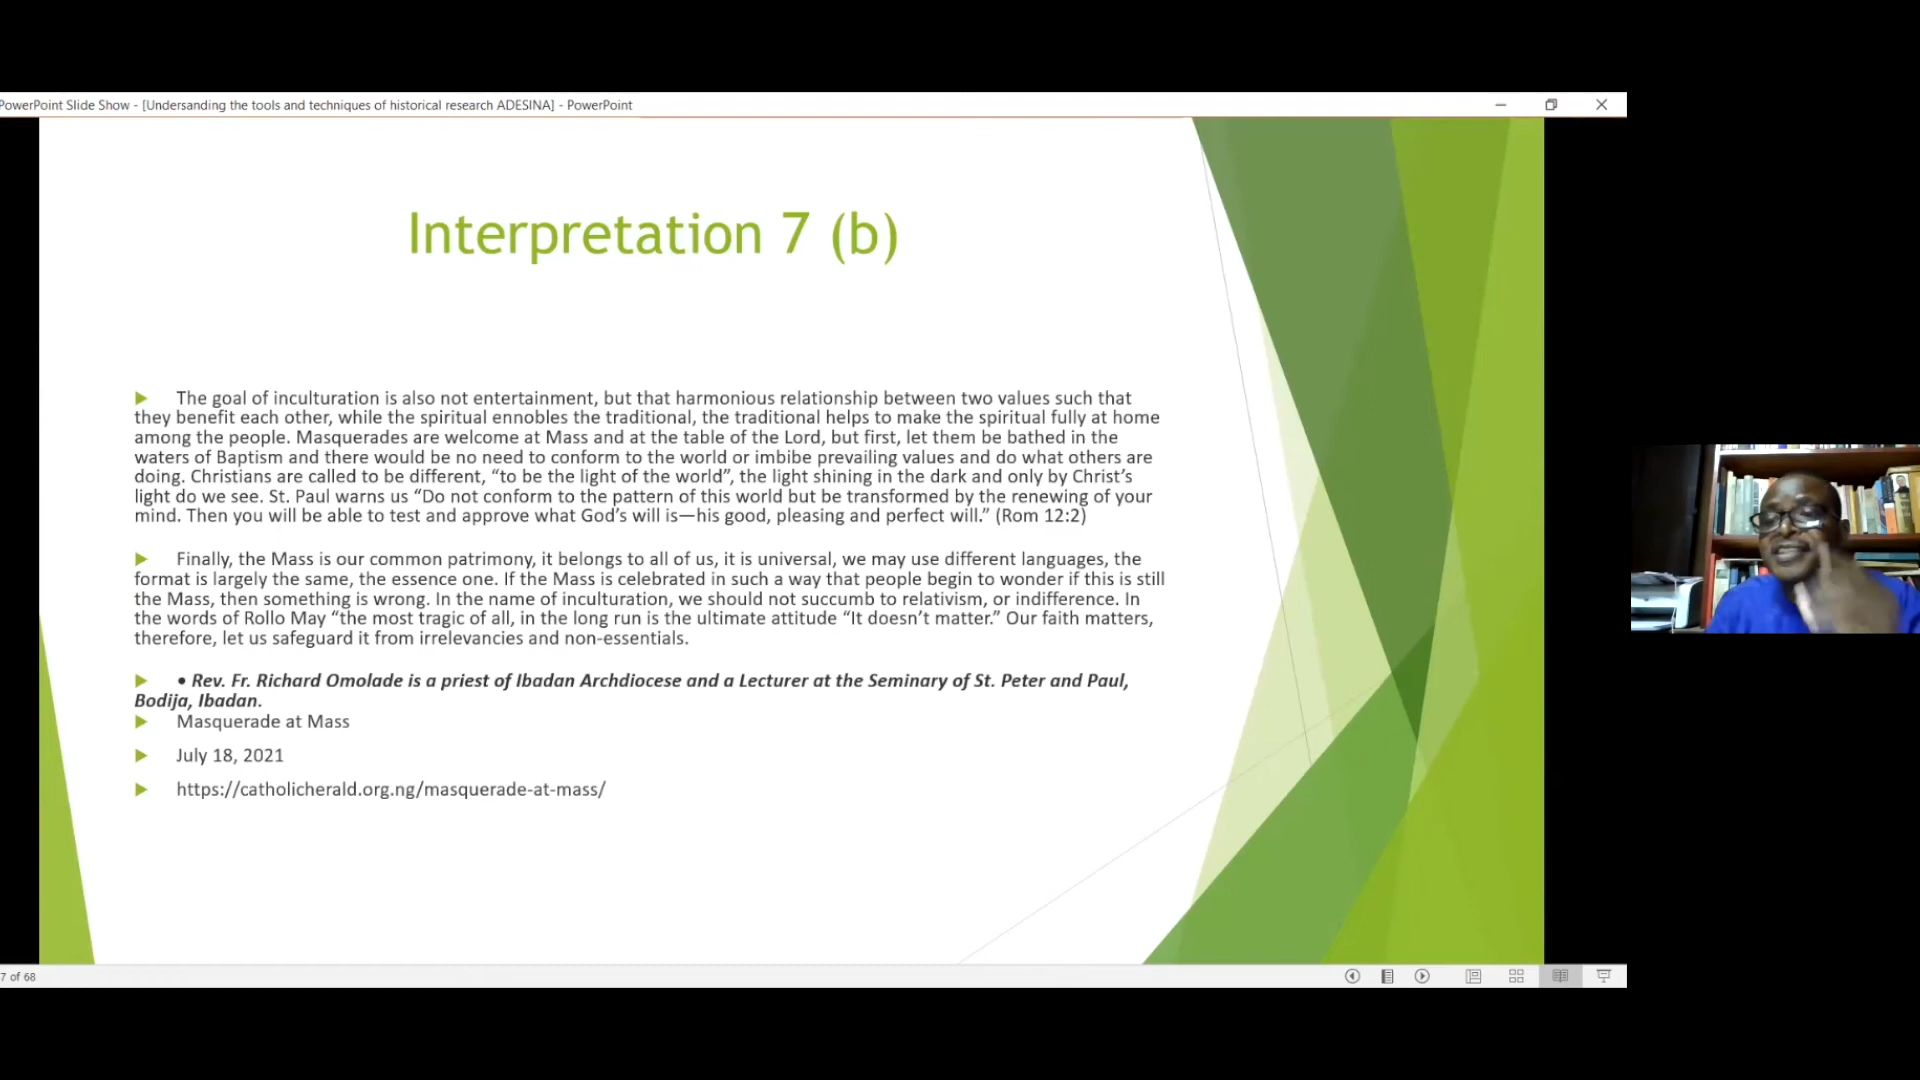 PowerPoint Slide Show - [Undersanding the tools and techniques of historical research ADESINA] - PowerPoint
Interpretation 7 (b)
The goal of inculturation is also not entertainment, but that harmonious relationship between two values such that
they benefit each other, while the spiritual ennobles the traditional, the traditional helps to make the spiritual fully at home
among the people. Masquerades are welcome at Mass and at the table of the Lord, but first, let them be bathed in the
waters of Baptism and there would be no need to conform to the world or imbibe prevailing values and do what others are
doing. Christians are called to be different, “to be the light of the world”, the light shining in the dark and only by Christ’s
light do we see. St. Paul warns us “Do not conform to the pattern of this world but be transformed by the renewing of your
mind. Then you will be able to test and approve what God’s will is—his good, pleasing and perfect will.” (Rom 12:2)
Finally, the Mass is our common patrimony, it belongs to all of us, it is universal, we may use different languages, the
format is largely the same, the essence one. If the Mass is celebrated in such a way that people begin to wonder if this is still
the Mass, then something is wrong. In the name of inculturation, we should not succumb to relativism, or indifference. In
the words of Rollo May “the most tragic of all, in the long run is the ultimate attitude “It doesn’t matter.” Our faith matters,
therefore, let us safeguard it from irrelevancies and non-essentials.
• Rev. Fr. Richard Omolade is a priest of Ibadan Archdiocese and a Lecturer at the Seminary of St. Peter and Paul,
Bodija, Ibadan.
Masquerade at Mass
July 18, 2021
https://catholicherald.org.ng/masquerade-at-mass/
7 of 68